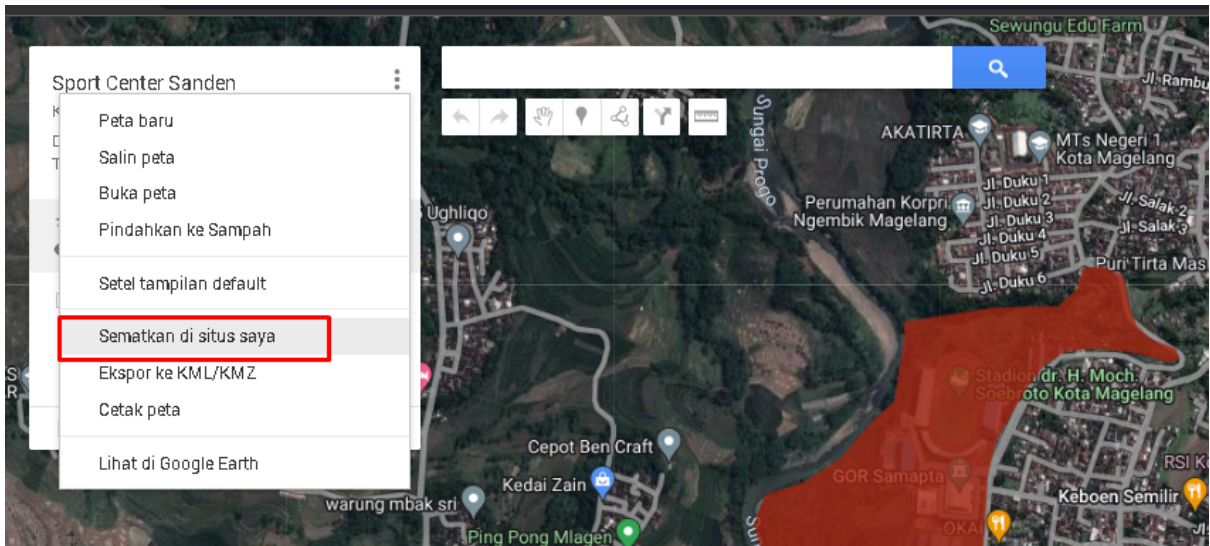 Sewungu Edu Farm
Sport Center Sanden
Peta baru
Salin peta
Buka peta
Pindahkan ke Sampah
Setel tampilan default
Sematkan di situs saya
Ekspor ke KML/KMZ
Cetak peta
Lihat di Google Earth
Ughliqo
Sungai Progo
Jl. Rambu
AKATIRTA
MTs Negeri 1
Kota Magelang
Jl. Duku 1
Perumahan Korpri
Ngembik Magelang
Jl. Duku 2
Jl. Duku 3
Jl. Duku 4
Jl. Duku 5
Jl. Duku 6
Jl. Salak 2
Jl. Salak 3
Puri Tirta Mas
Stadion dr. H. Moch.
Soebroto Kota Magelang
Cepot Ben Craft
Kedai Zain
warung mbak sri
Ping Pong Mlagen
GOR Samapta
RSI K
Keboen Semilir
OKAI
Jl.